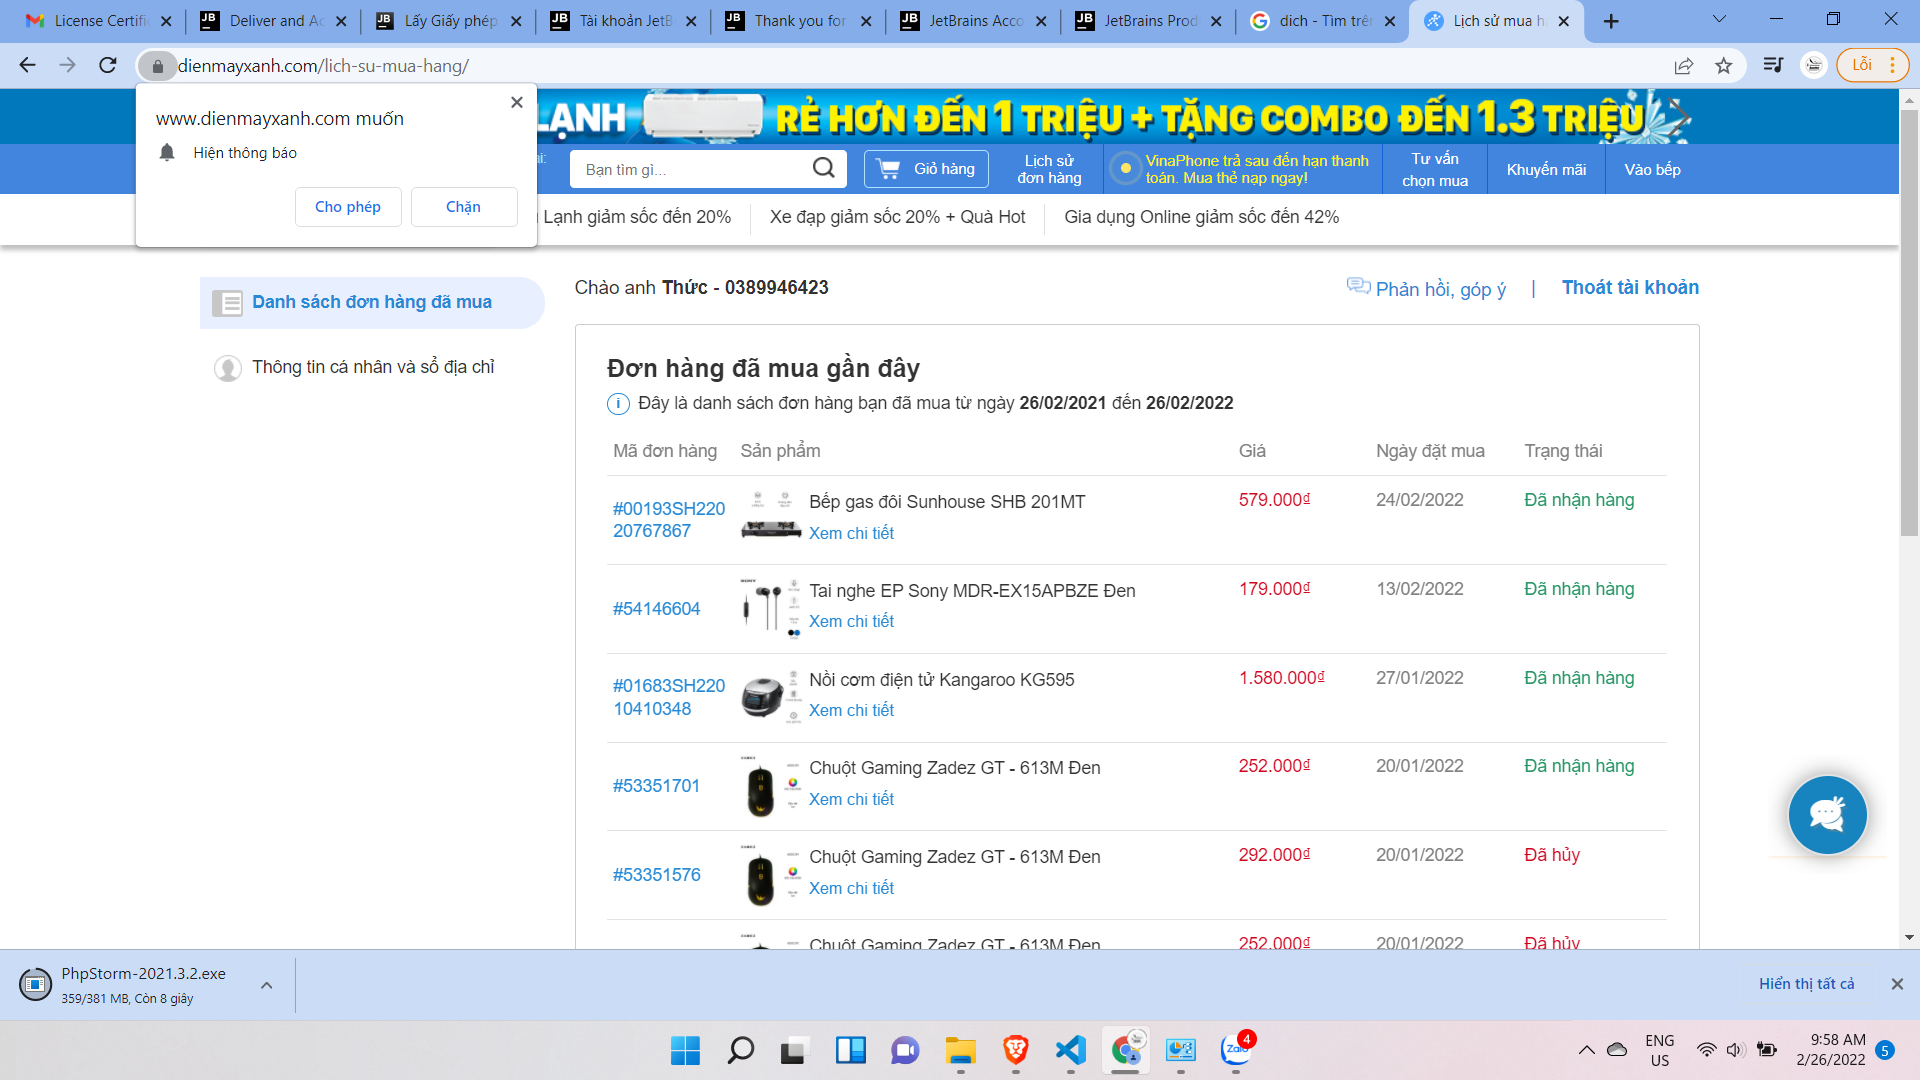 License Certific
Deliver and Ac
Lấy Giấy phép
Tài khoản JetB
Thank you for
JetBrains Acco
JetBrains Prod
dich - Tìm trên
Lịch sử mua h
dienmayxanh.com/lich-su-mua-hang/
Lỗi
www.dienmayxanh.com muốn
Hiện thông báo
Cho phép
Chặn
LẠNH
RẺ HƠN ĐẾN 1 TRIỆU + TẶNG COMBO ĐẾN 1.3 TRIỆU
ại:
Bạn tìm gì...
Giỏ hàng
Lịch sử
đơn hàng
VinaPhone trả sau đến hạn thanh
toán. Mua thẻ nạp ngay!
Tư vấn
chọn mua
Khuyến mãi
Vào bếp
Lạnh giảm sốc đến 20%
Xe đạp giảm sốc 20% + Quà Hot
Gia dụng Online giảm sốc đến 42%
Danh sách đơn hàng đã mua
Thông tin cá nhân và sổ địa chỉ
Chào anh Thức - 0389946423
Phản hồi, góp ý
|
Thoát tài khoản
Đơn hàng đã mua gần đây
Đây là danh sách đơn hàng bạn đã mua từ ngày 26/02/2021 đến 26/02/2022
Mã đơn hàng Sản phẩm Giá Ngày đặt mua Trạng thái
#00193SH220
20767867
Bếp gas đôi Sunhouse SHB 201MT
Xem chi tiết
579.000₫
24/02/2022
Đã nhận hàng
#54146604
SONY
Tai nghe EP Sony MDR-EX15APBZE Đen
Xem chi tiết
179.000₫
13/02/2022
Đã nhận hàng
#01683SH220
10410348
Nồi cơm điện tử Kangaroo KG595
Xem chi tiết
1.580.000₫
27/01/2022
Đã nhận hàng
#53351701
Chuột Gaming Zadez GT - 613M Đen
Xem chi tiết
252.000₫
20/01/2022
Đã nhận hàng
#53351576
Chuột Gaming Zadez GT - 613M Đen
Xem chi tiết
292.000₫
20/01/2022
Đã hủy
Chuột Gaming Zadez GT - 613M Đen
252.000₫
20/01/2022
Đã hủy
PhpStorm-2021.3.2.exe
359/381 MB, Còn 8 giây
Hiển thị tất cả
Zalo
4
ENG
US
9:58 AM
2/26/2022
5